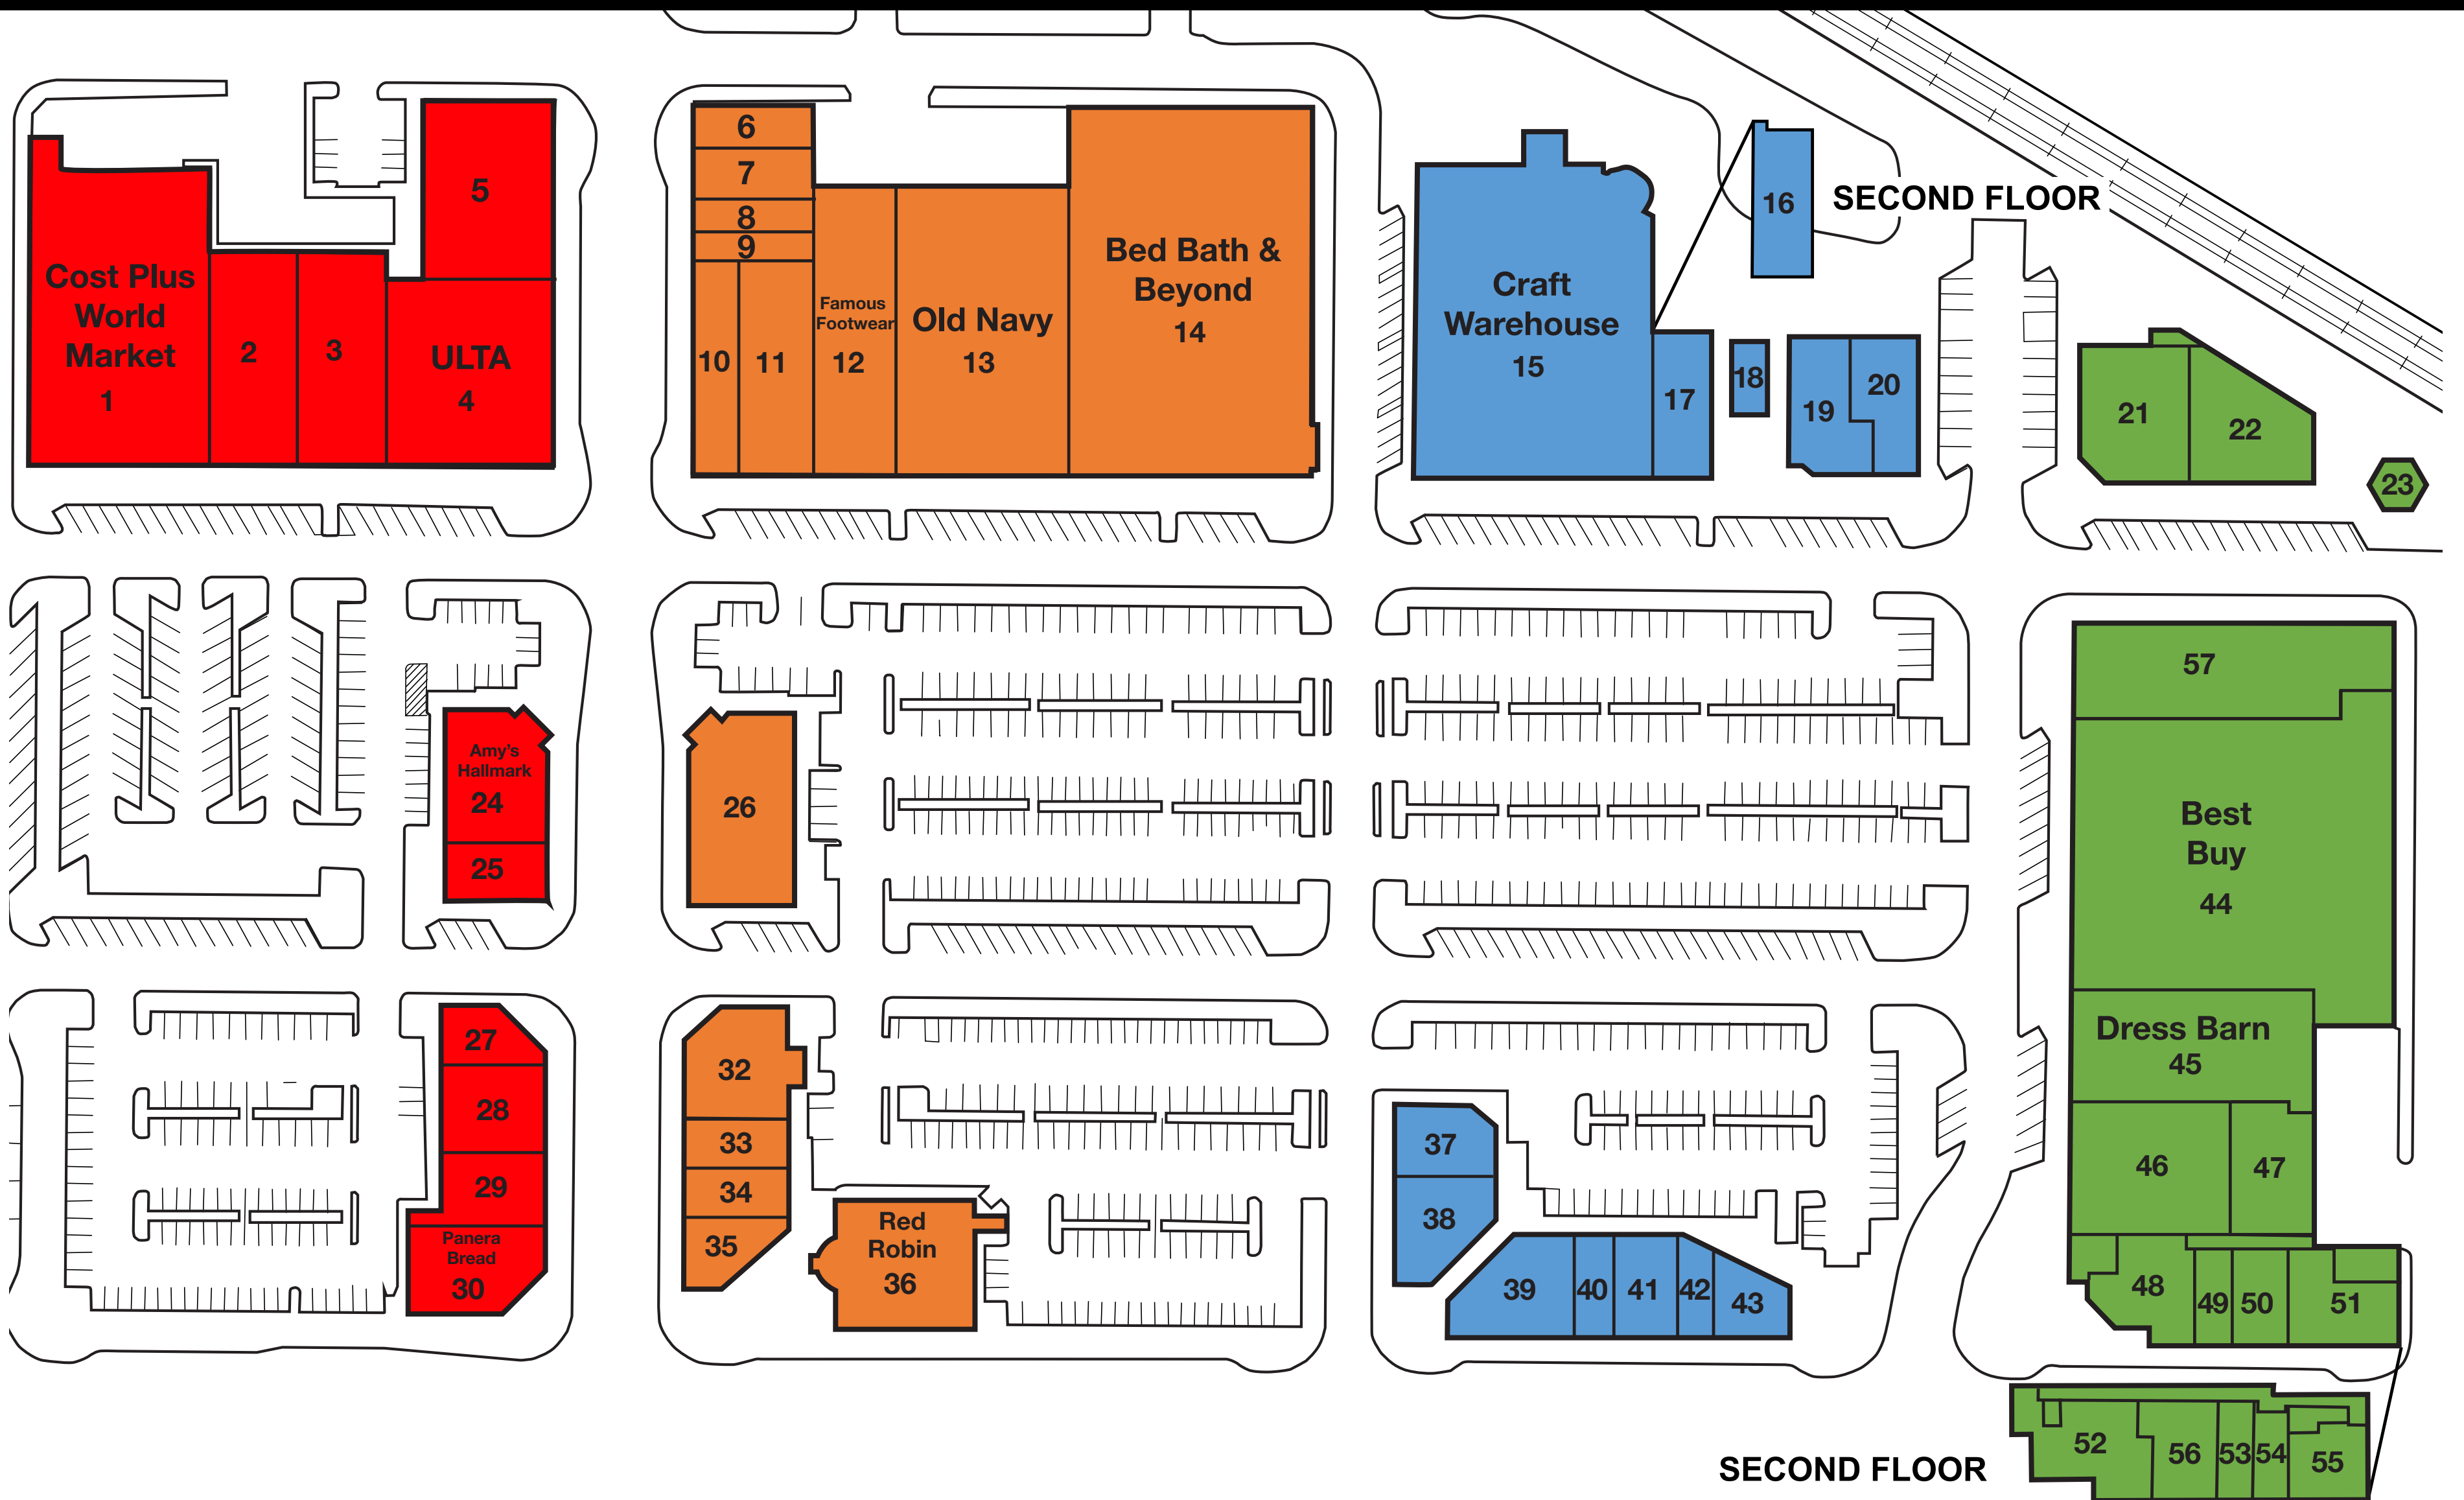 Cost Plus
World
Market
1
2
3
ULTA
4
5
6
7
8
9
10
11
Famous
Footwear
12
Old Navy
13
Bed Bath &
Beyond
14
Craft
Warehouse
15
16
SECOND FLOOR
17
18
19
20
21
22
23
Amy's
Hallmark
24
25
26
27
28
29
Panera
Bread
30
32
33
34
35
Red
Robin
36
37
38
39
40
41
42
43
57
Best
Buy
44
Dress Barn
45
46
47
48
49
50
51
SECOND FLOOR
52
56
53
54
55